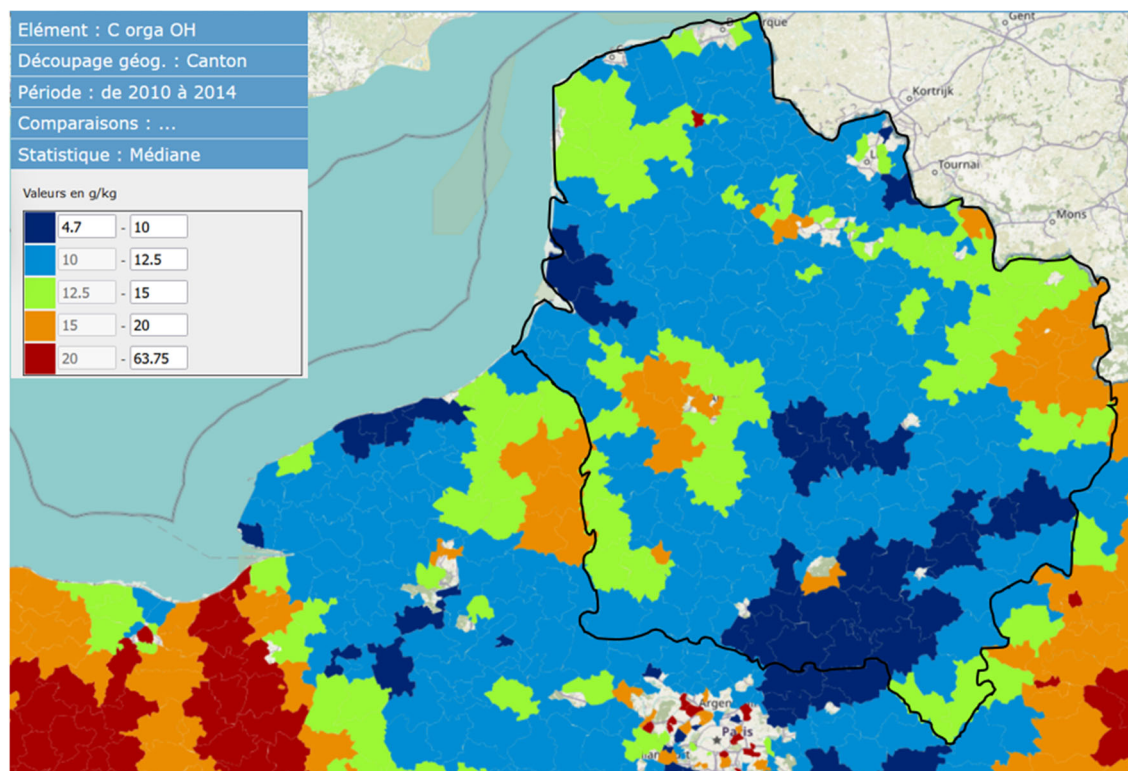 Elément : C orga OH
Découpage géog. : Canton
Période : de 2010 à 2014
Comparaisons : ...
Statistique : Médiane
Valeurs en g/kg
4.7 - 10
10 - 12.5
12.5 - 15
15 - 20
20 - 63.75
Gent
Kortrijk
Tournai
Mons
Argen
Paris